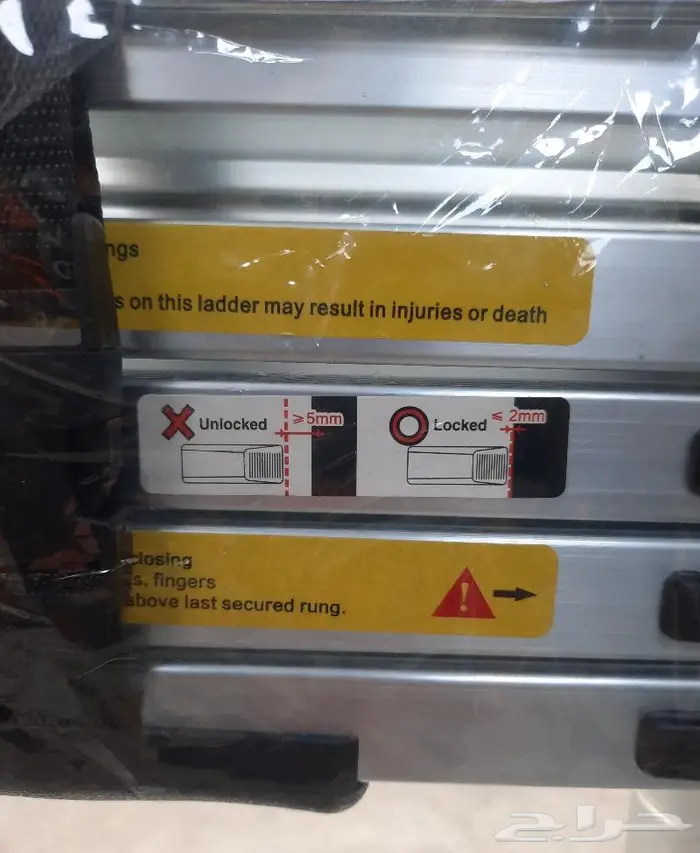 ngs
s on this ladder may result in injuries or death
Unlocked ≥5mm
Locked ≤ 2mm
closing
s, fingers
above last secured rung.
حراج